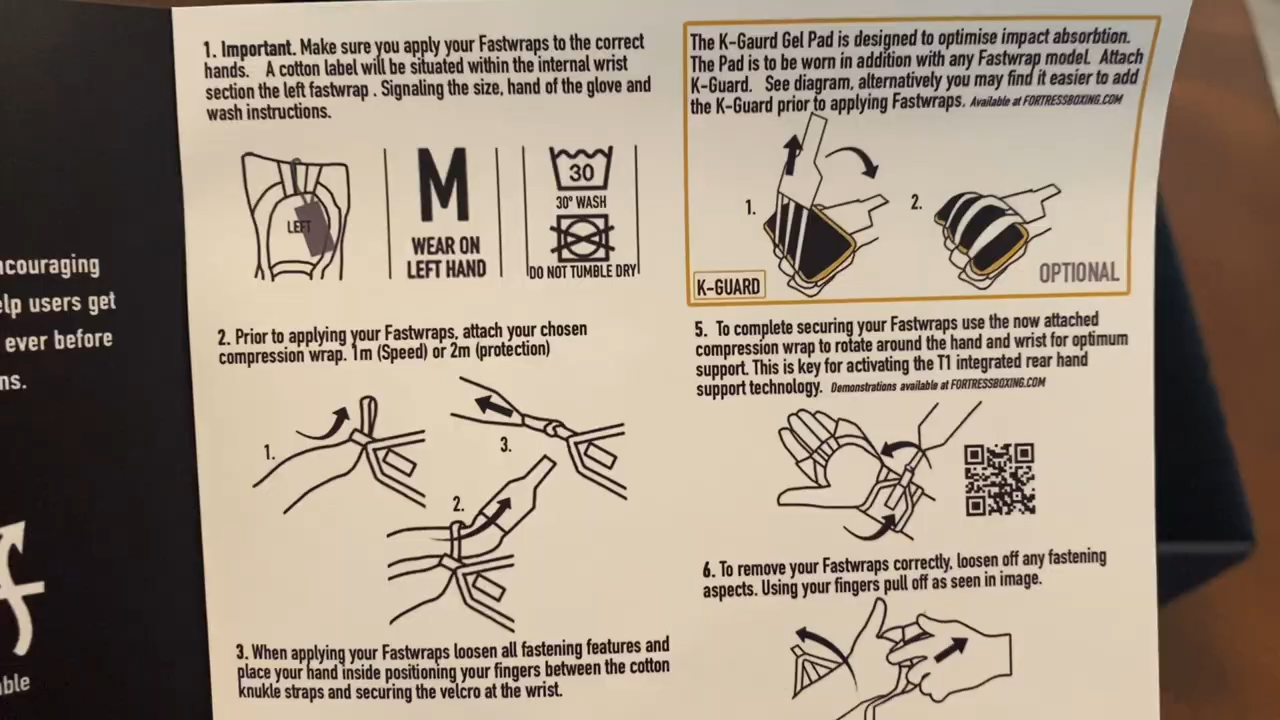 ncouraging
elp users get
ever before
ns.
able
1. Important. Make sure you apply your Fastwraps to the correct
hands. A cotton label will be situated within the internal wrist
section the left fastwrap . Signaling the size, hand of the glove and
wash instructions.
LEFT
M
WEAR ON
LEFT HAND
30
30° WASH
DO NOT TUMBLE DRY
2. Prior to applying your Fastwraps, attach your chosen
compression wrap. 1m (Speed) or 2m (protection)
1.
3.
2.
3. When applying your Fastwraps loosen all fastening features and
place your hand inside positioning your fingers between the cotton
knukle straps and securing the velcro at the wrist.
The K-Gaurd Gel Pad is designed to optimise impact absorbtion.
The Pad is to be worn in addition with any Fastwrap model. Attach
K-Guard. See diagram, alternatively you may find it easier to add
the K-Guard prior to applying Fastwraps. Available at FORTRESSBOXING.COM
1.
2.
K-GUARD
OPTIONAL
5. To complete securing your Fastwraps use the now attached
compression wrap to rotate around the hand and wrist for optimum
support. This is key for activating the T1 integrated rear hand
support technology. Demonstrations available at FORTRESSBOXING.COM
6. To remove your Fastwraps correctly, loosen off any fastening
aspects. Using your fingers pull off as seen in image.